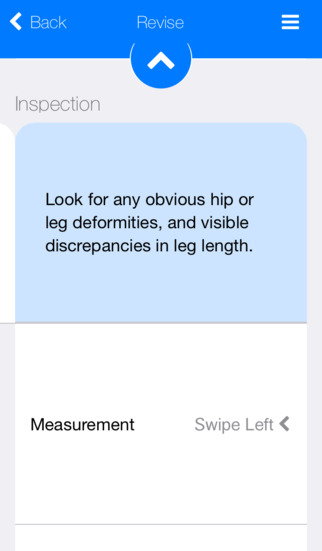 Back
Revise
Inspection
Look for any obvious hip or
leg deformities, and visible
discrepancies in leg length.
Measurement
Swipe Left